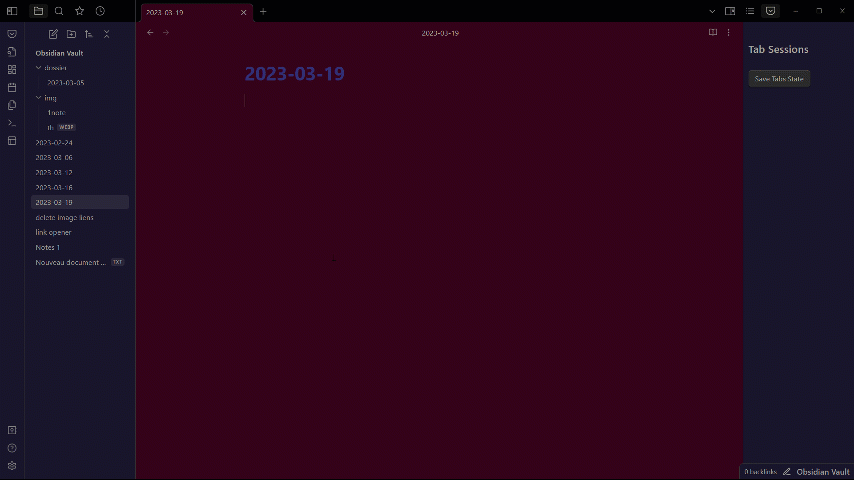 2023-03-19
2023-03-19
Obsidian Vault
dossier
2023-03-05
img
1note
th WEBP
2023-02-24
2023-03-06
2023-03-12
2023-03-16
2023-03-19
delete image liens
link opener
Notes 1
Nouveau document ... TXT
2023-03-19
Tab Sessions
Save Tabs State
0 backlinks
Obsidian Vault